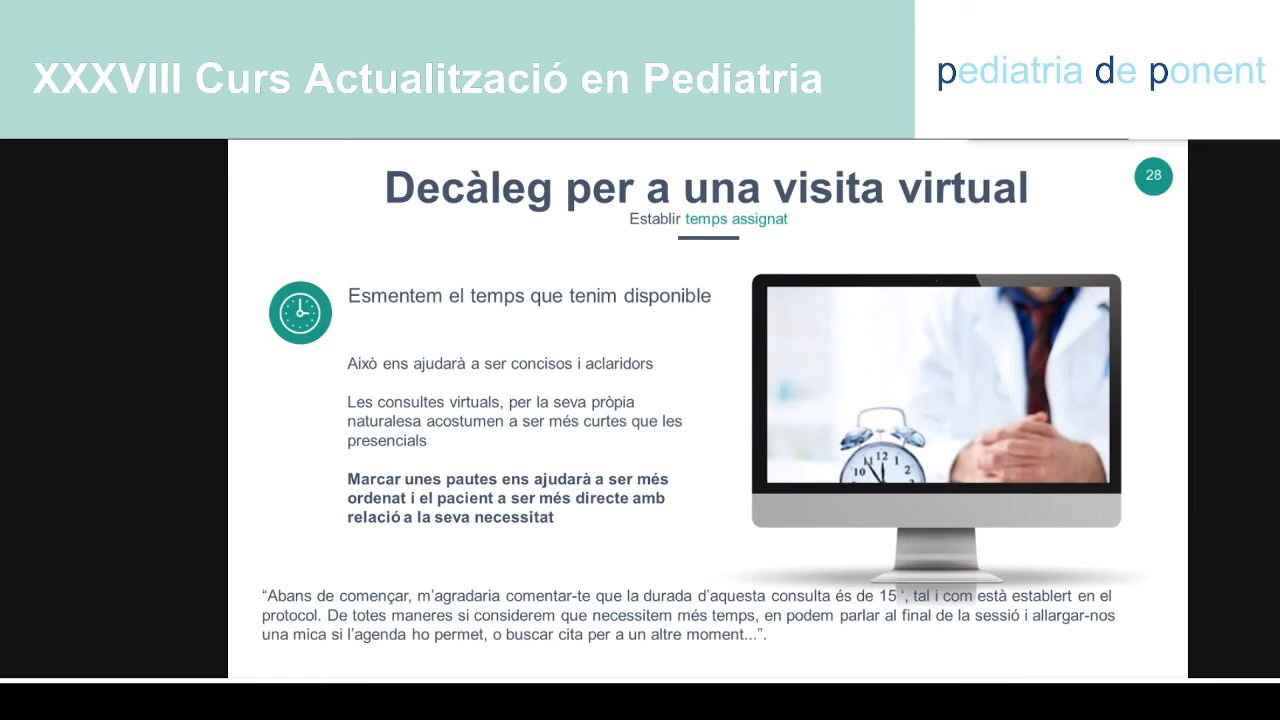 XXXVIII Curs Actualització en Pediatria
pediatria de ponent
Decàleg per a una visita virtual
28
Establir temps assignat
Esmentem el temps que tenim disponible
Això ens ajudarà a ser concisos i aclaridors
Les consultes virtuals, per la seva pròpia
naturalesa acostumen a ser més curtes que les
presencials
Marcar unes pautes ens ajudarà a ser més
ordenat i el pacient a ser més directe amb
relació a la seva necessitat
10 11 12 1 2
“Abans de començar, m’agradaria comentar-te que la durada d’aquesta consulta és de 15 ‘, tal i com està establert en el
protocol. De totes maneres si considerem que necessitem més temps, en podem parlar al final de la sessió i allargar-nos
una mica si l’agenda ho permet, o buscar cita per a un altre moment...”.